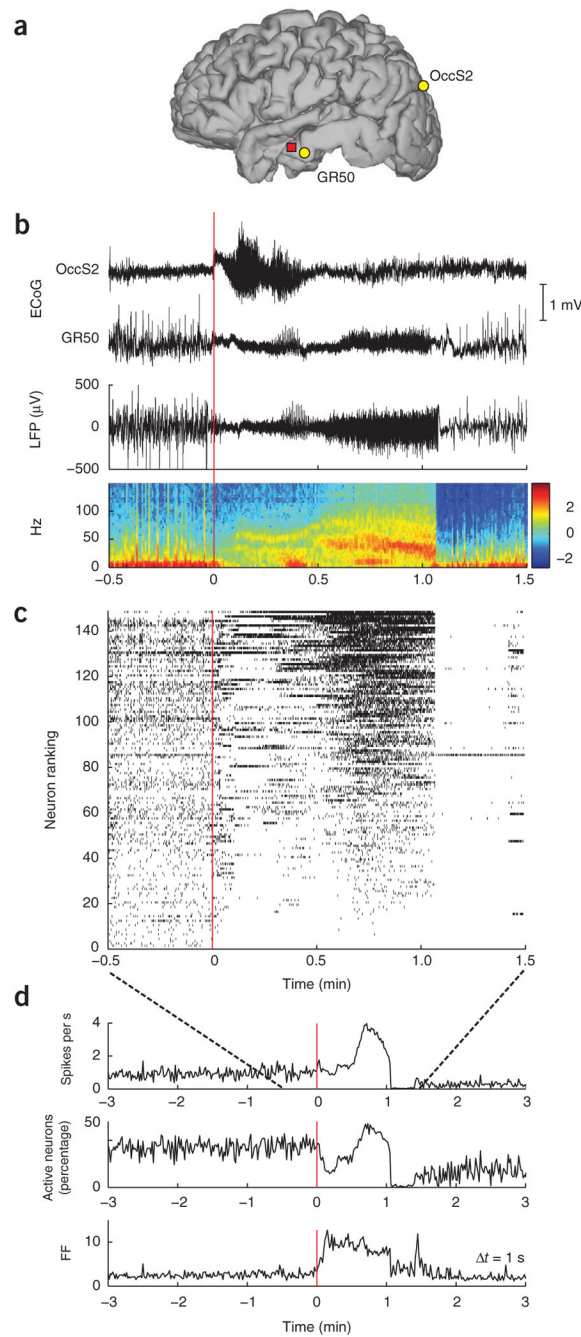 a
OccS2
GR50
b
OccS2
ECoG
1 mV
GR50
LFP (μV)
500
0
−500
Hz
100
50
0
2
0
−2
−0.5 0 0.5 1.0 1.5
c
Neuron ranking
140
120
100
80
60
40
20
0
−0.5 0 0.5 1.0 1.5
Time (min)
d
Spikes per s
4
2
0
−3 −2 −1 0 1 2 3
Active neurons
(percentage)
50
0
−3 −2 −1 0 1 2 3
FF
10
0
Δt = 1 s
−3 −2 −1 0 1 2 3
Time (min)